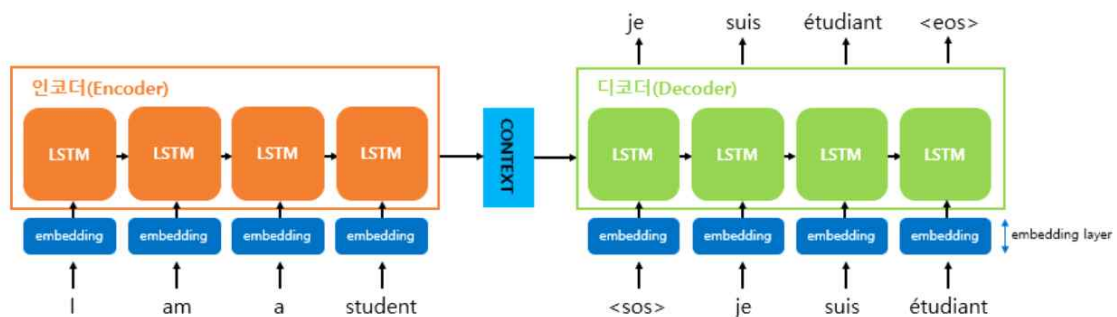 je suis étudiant <eos>
인코더(Encoder)
디코더(Decoder)
LSTM LSTM LSTM LSTM
CONTEXT
LSTM LSTM LSTM LSTM
embedding embedding embedding embedding
embedding embedding embedding embedding
embedding layer
I am a student
<sos> je suis étudiant